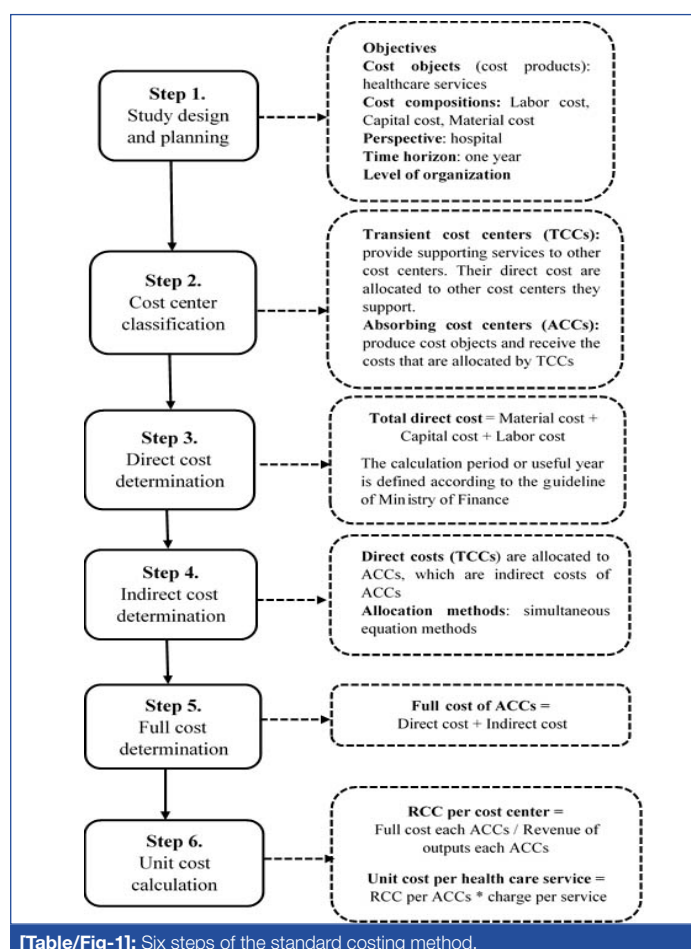 Step 1.
Study design
and planning
Objectives
Cost objects (cost products):
healthcare services
Cost compositions: Labor cost,
Capital cost, Material cost
Perspective: hospital
Time horizon: one year
Level of organization
Step 2.
Cost center
classification
Transient cost centers (TCCs):
provide supporting services to other
cost centers. Their direct cost are
allocated to other cost centers they
support.
Absorbing cost centers (ACCs):
produce cost objects and receive the
costs that are allocated by TCCs
Step 3.
Direct cost
determination
Total direct cost = Material cost +
Capital cost + Labor cost
The calculation period or useful year
is defined according to the guideline
of Ministry of Finance
Step 4.
Indirect cost
determination
Direct costs (TCCs) are allocated to
ACCs, which are indirect costs of
ACCs
Allocation methods: simultaneous
equation methods
Step 5.
Full cost
determination
Full cost of ACCs =
Direct cost + Indirect cost
Step 6.
Unit cost
calculation
RCC per cost center =
Full cost each ACCs / Revenue of
outputs each ACCs
Unit cost per health care service =
RCC per ACCs * charge per service
[Table/Fig-1]: Six steps of the standard costing method.